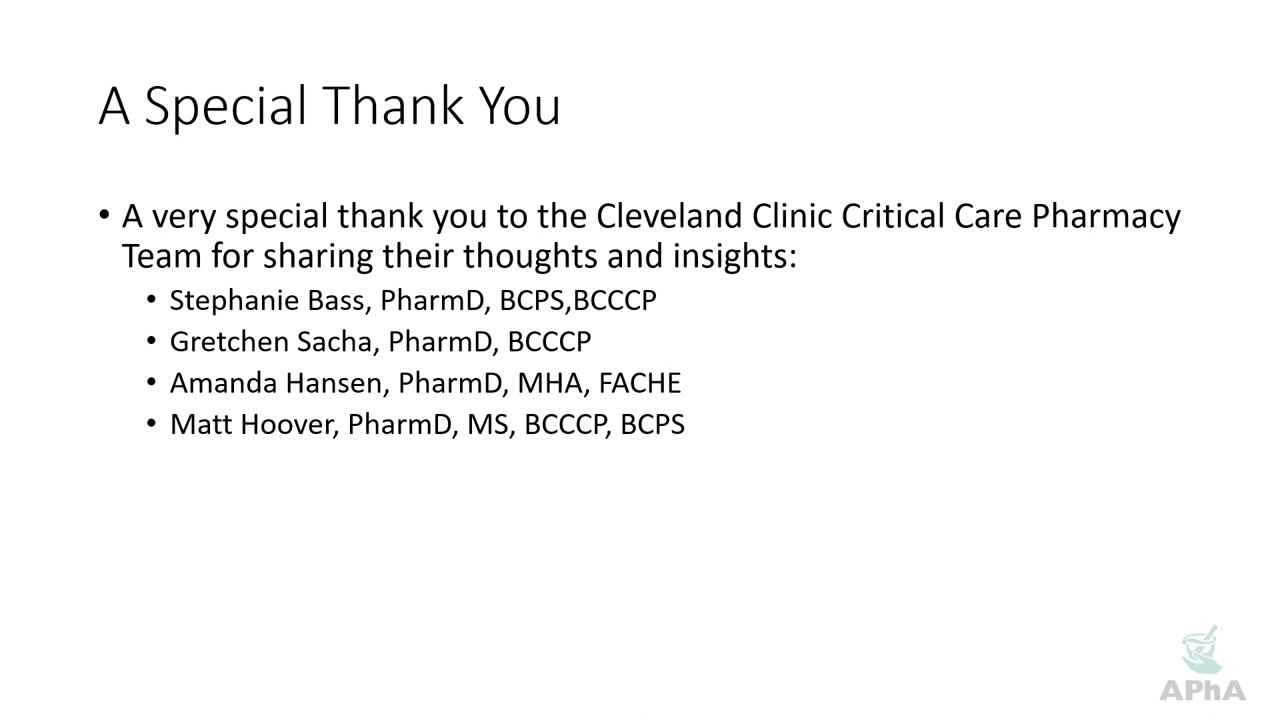 A Special Thank You
• A very special thank you to the Cleveland Clinic Critical Care Pharmacy
Team for sharing their thoughts and insights:
• Stephanie Bass, PharmD, BCPS,BCCCP
• Gretchen Sacha, PharmD, BCCCP
• Amanda Hansen, PharmD, MHA, FACHE
• Matt Hoover, PharmD, MS, BCCCP, BCPS
APhA